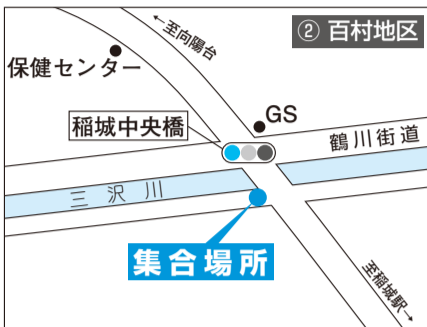 ② 百村地区
←至向陽台
保健センター
GS
稲城中央橋
鶴川街道
三沢川
集合場所
至稲城駅→